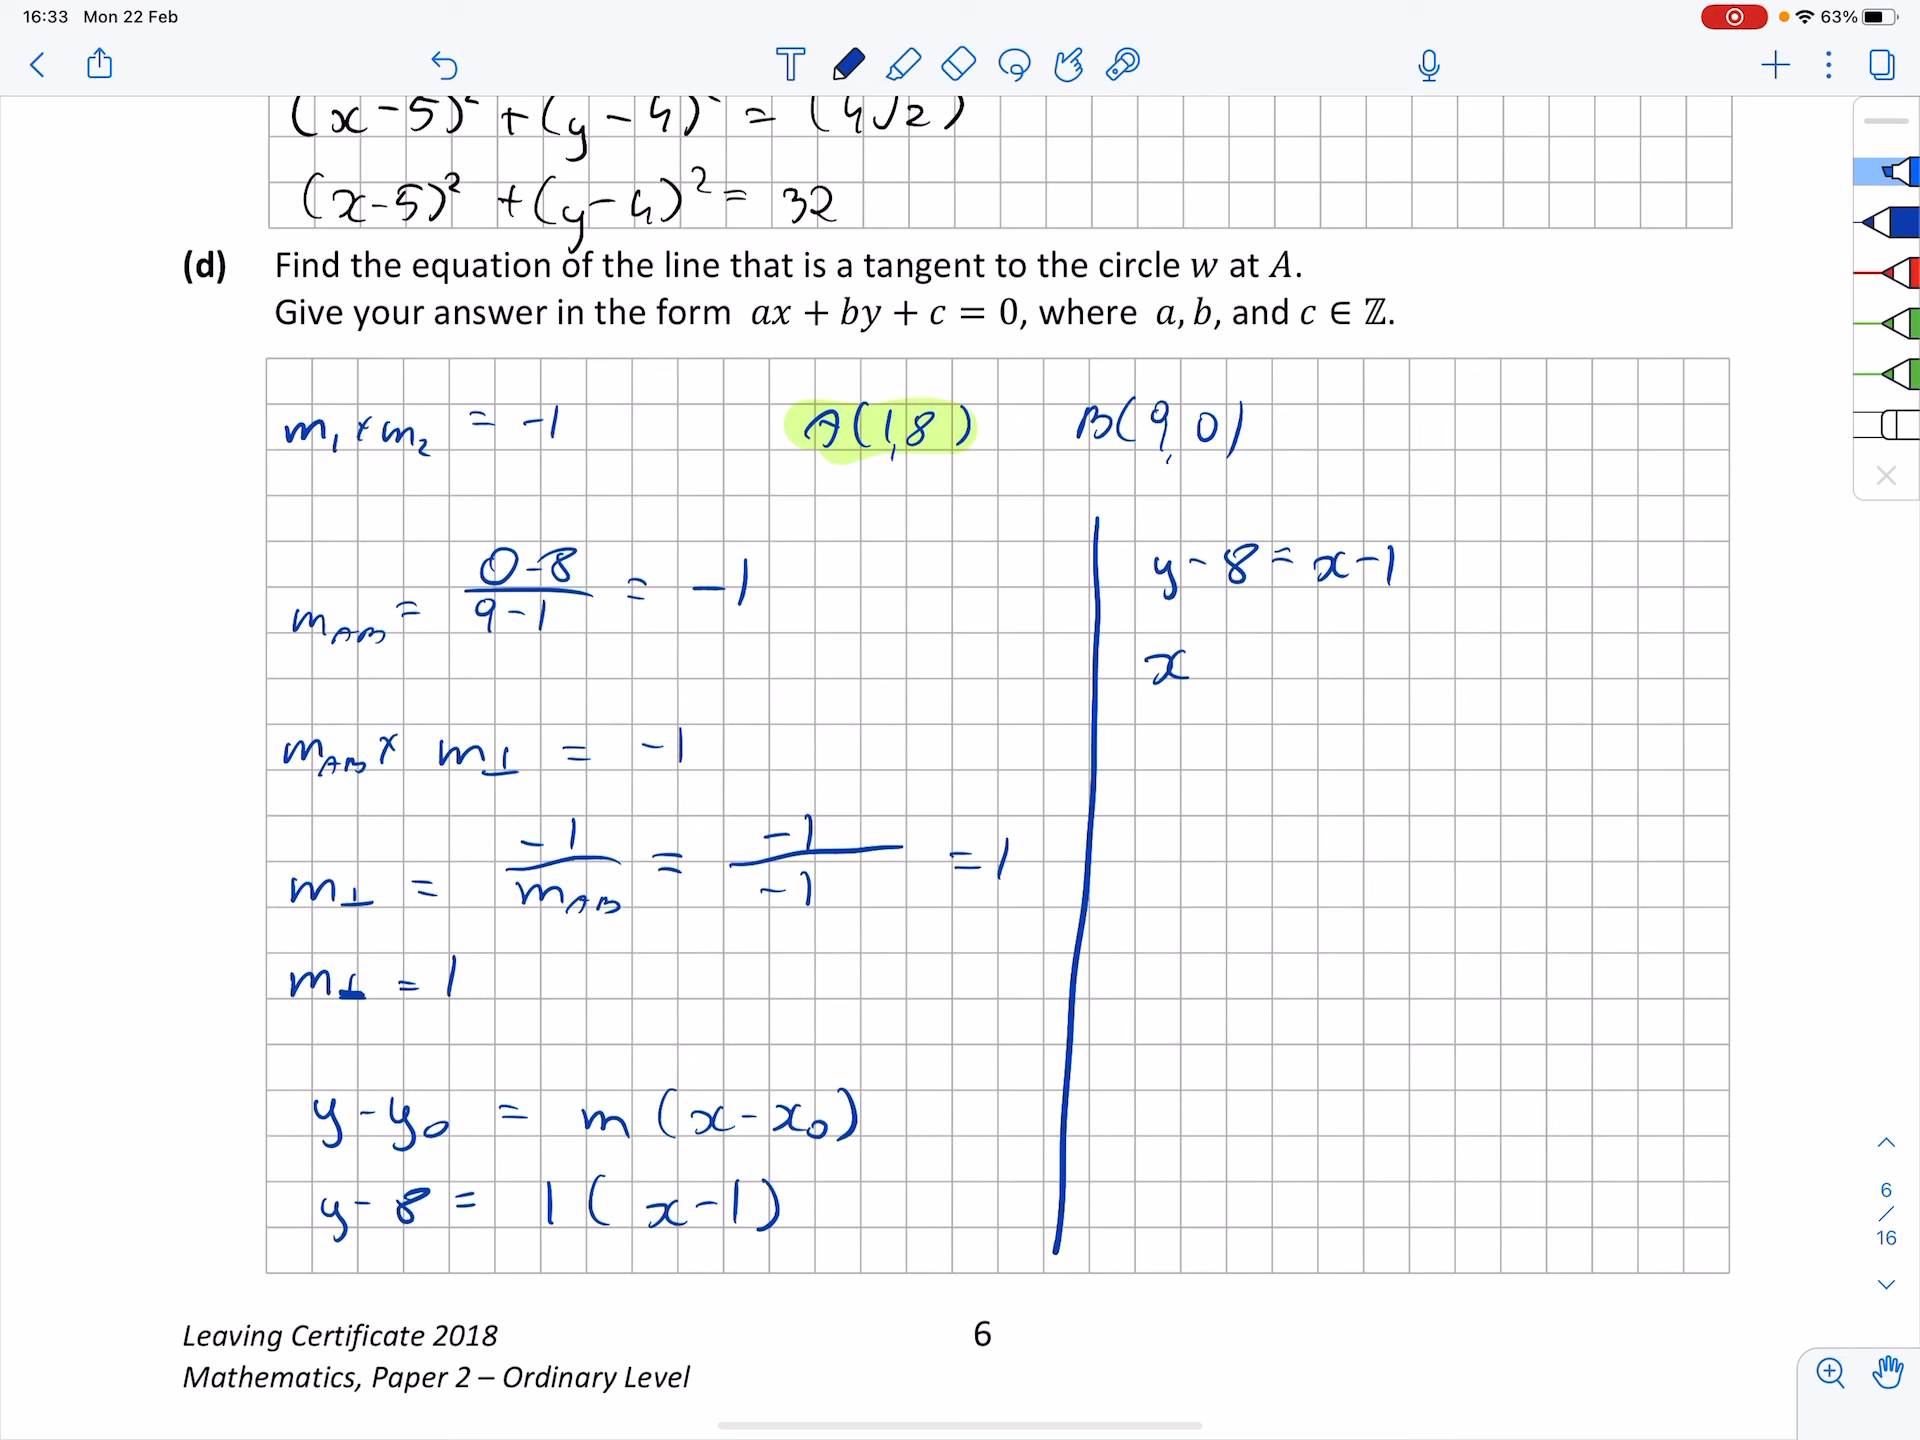 16:33 Mon 22 Feb
63%
(x-5)² + (y-4)² = (4√2)
(x-5)² + (y-4)² = 32
(d) Find the equation of the line that is a tangent to the circle w at A.
Give your answer in the form ax + by + c = 0, where a, b, and c ∈ ℤ.
m₁ × m₂ = -1
A(1,8)
B(9,0)
m_AB = (0-8)/(9-1) = -1
m_AB × m_⊥ = -1
m_⊥ = -1/m_AB = -1/-1 = 1
m_⊥ = 1
y-y₀ = m(x-x₀)
y-8 = 1(x-1)
y-8 = x-1
x
6
/
16
Leaving Certificate 2018
6
Mathematics, Paper 2 – Ordinary Level